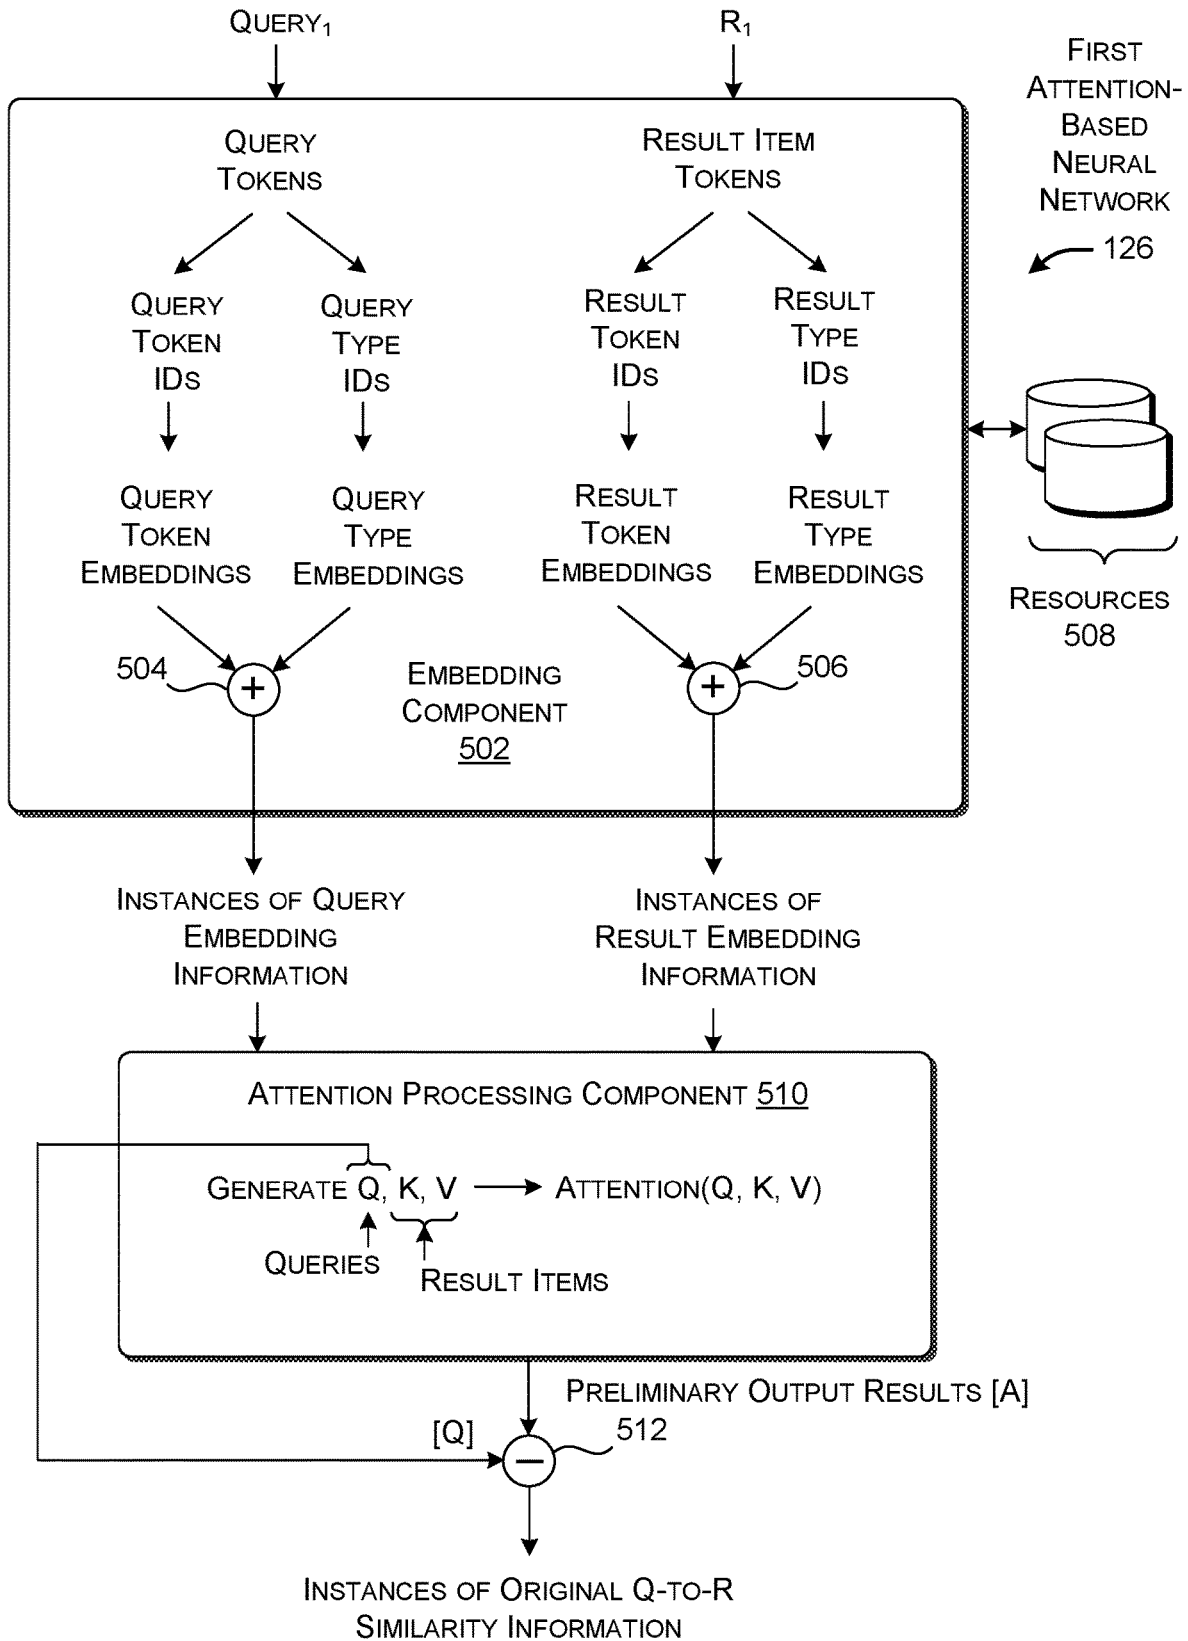 QUERY₁
R₁
FIRST
ATTENTION-
BASED
NEURAL
NETWORK
126
QUERY
TOKENS
RESULT ITEM
TOKENS
QUERY
TOKEN
IDS
QUERY
TYPE
IDS
RESULT
TOKEN
IDS
RESULT
TYPE
IDS
QUERY
TOKEN
EMBEDDINGS
QUERY
TYPE
EMBEDDINGS
RESULT
TOKEN
EMBEDDINGS
RESULT
TYPE
EMBEDDINGS
RESOURCES
508
504
+
EMBEDDING
COMPONENT
502
+
506
INSTANCES OF QUERY
EMBEDDING
INFORMATION
INSTANCES OF
RESULT EMBEDDING
INFORMATION
ATTENTION PROCESSING COMPONENT 510
GENERATE Q, K, V
ATTENTION(Q, K, V)
QUERIES
RESULT ITEMS
PRELIMINARY OUTPUT RESULTS [A]
512
[Q]
−
INSTANCES OF ORIGINAL Q-TO-R
SIMILARITY INFORMATION